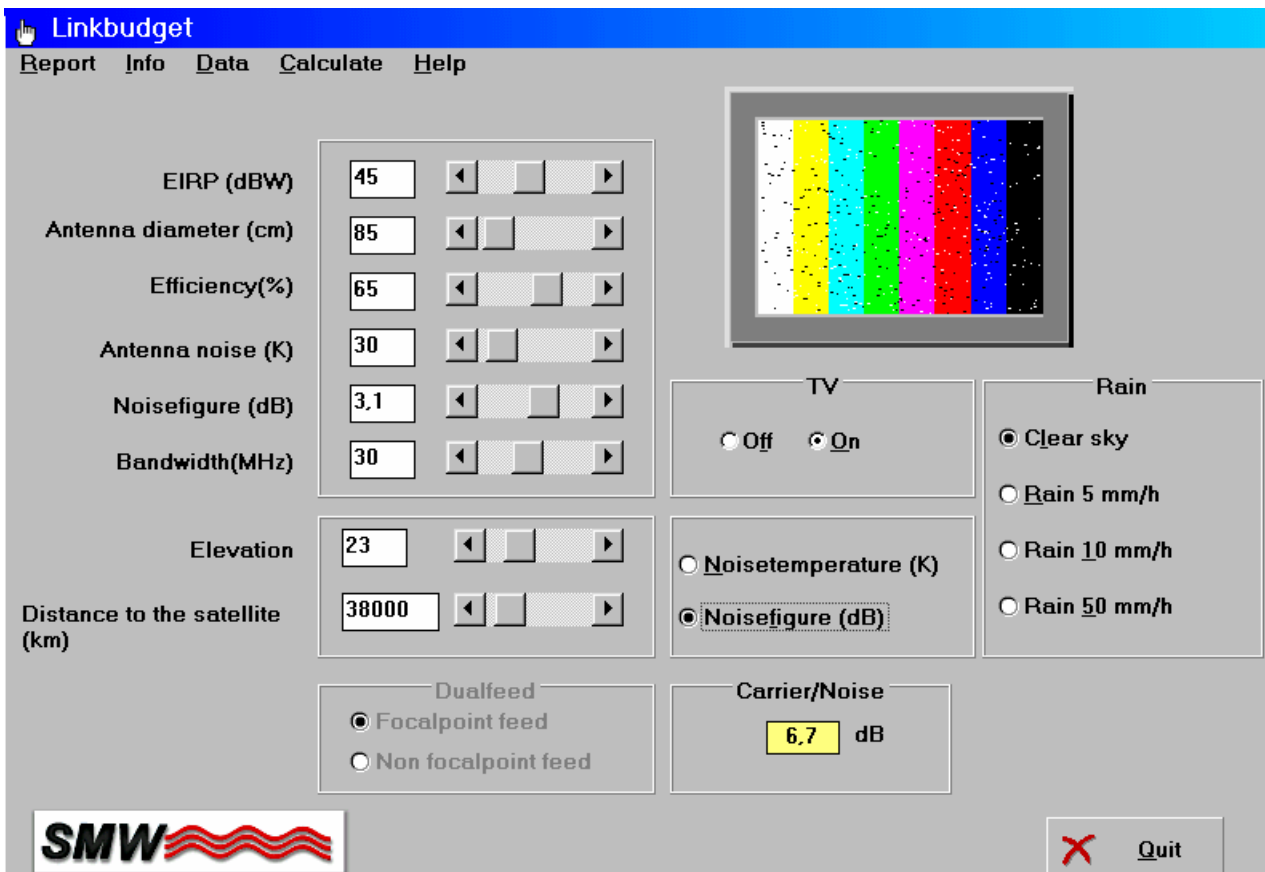 Linkbudget
Report Info Data Calculate Help
EIRP (dBW) 45
Antenna diameter (cm) 85
Efficiency(%) 65
Antenna noise (K) 30
Noisefigure (dB) 3,1
Bandwidth(MHz) 30
TV
Off On
Rain
Clear sky
Rain 5 mm/h
Rain 10 mm/h
Rain 50 mm/h
Elevation 23
Distance to the satellite
(km)
38000
Noisetemperature (K)
Noisefigure (dB)
Dualfeed
Focalpoint feed
Non focalpoint feed
Carrier/Noise
6,7 dB
SMW
Quit